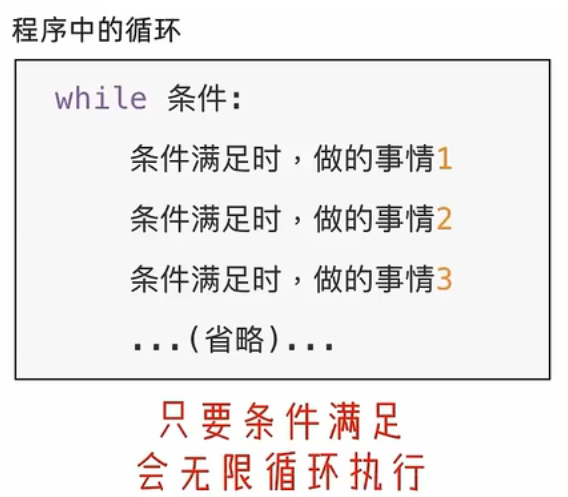 程序中的循环
while 条件:
条件满足时，做的事情1
条件满足时，做的事情2
条件满足时，做的事情3
...(省略)...
只要条件满足
会无限循环执行